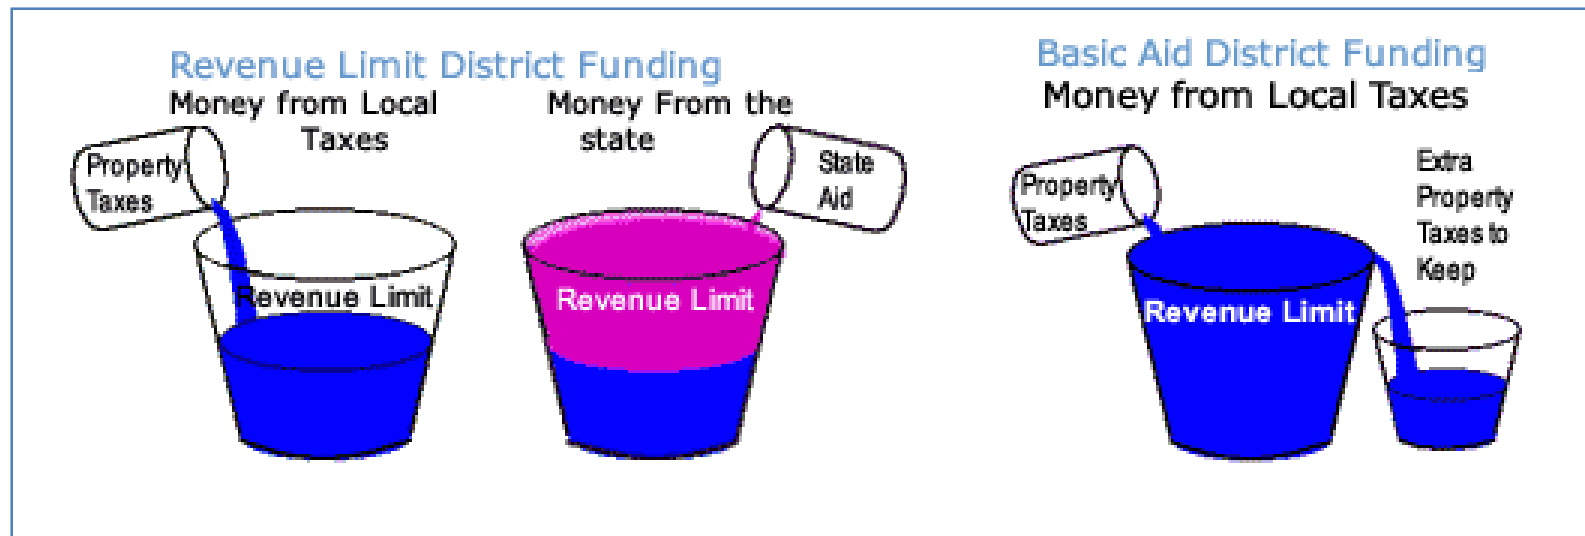 Revenue Limit District Funding
Money from Local
Taxes
Money From the
state
Property
Taxes
State
Aid
Revenue Limit
Revenue Limit
Basic Aid District Funding
Money from Local Taxes
Property
Taxes
Extra
Property
Taxes to
Keep
Revenue Limit